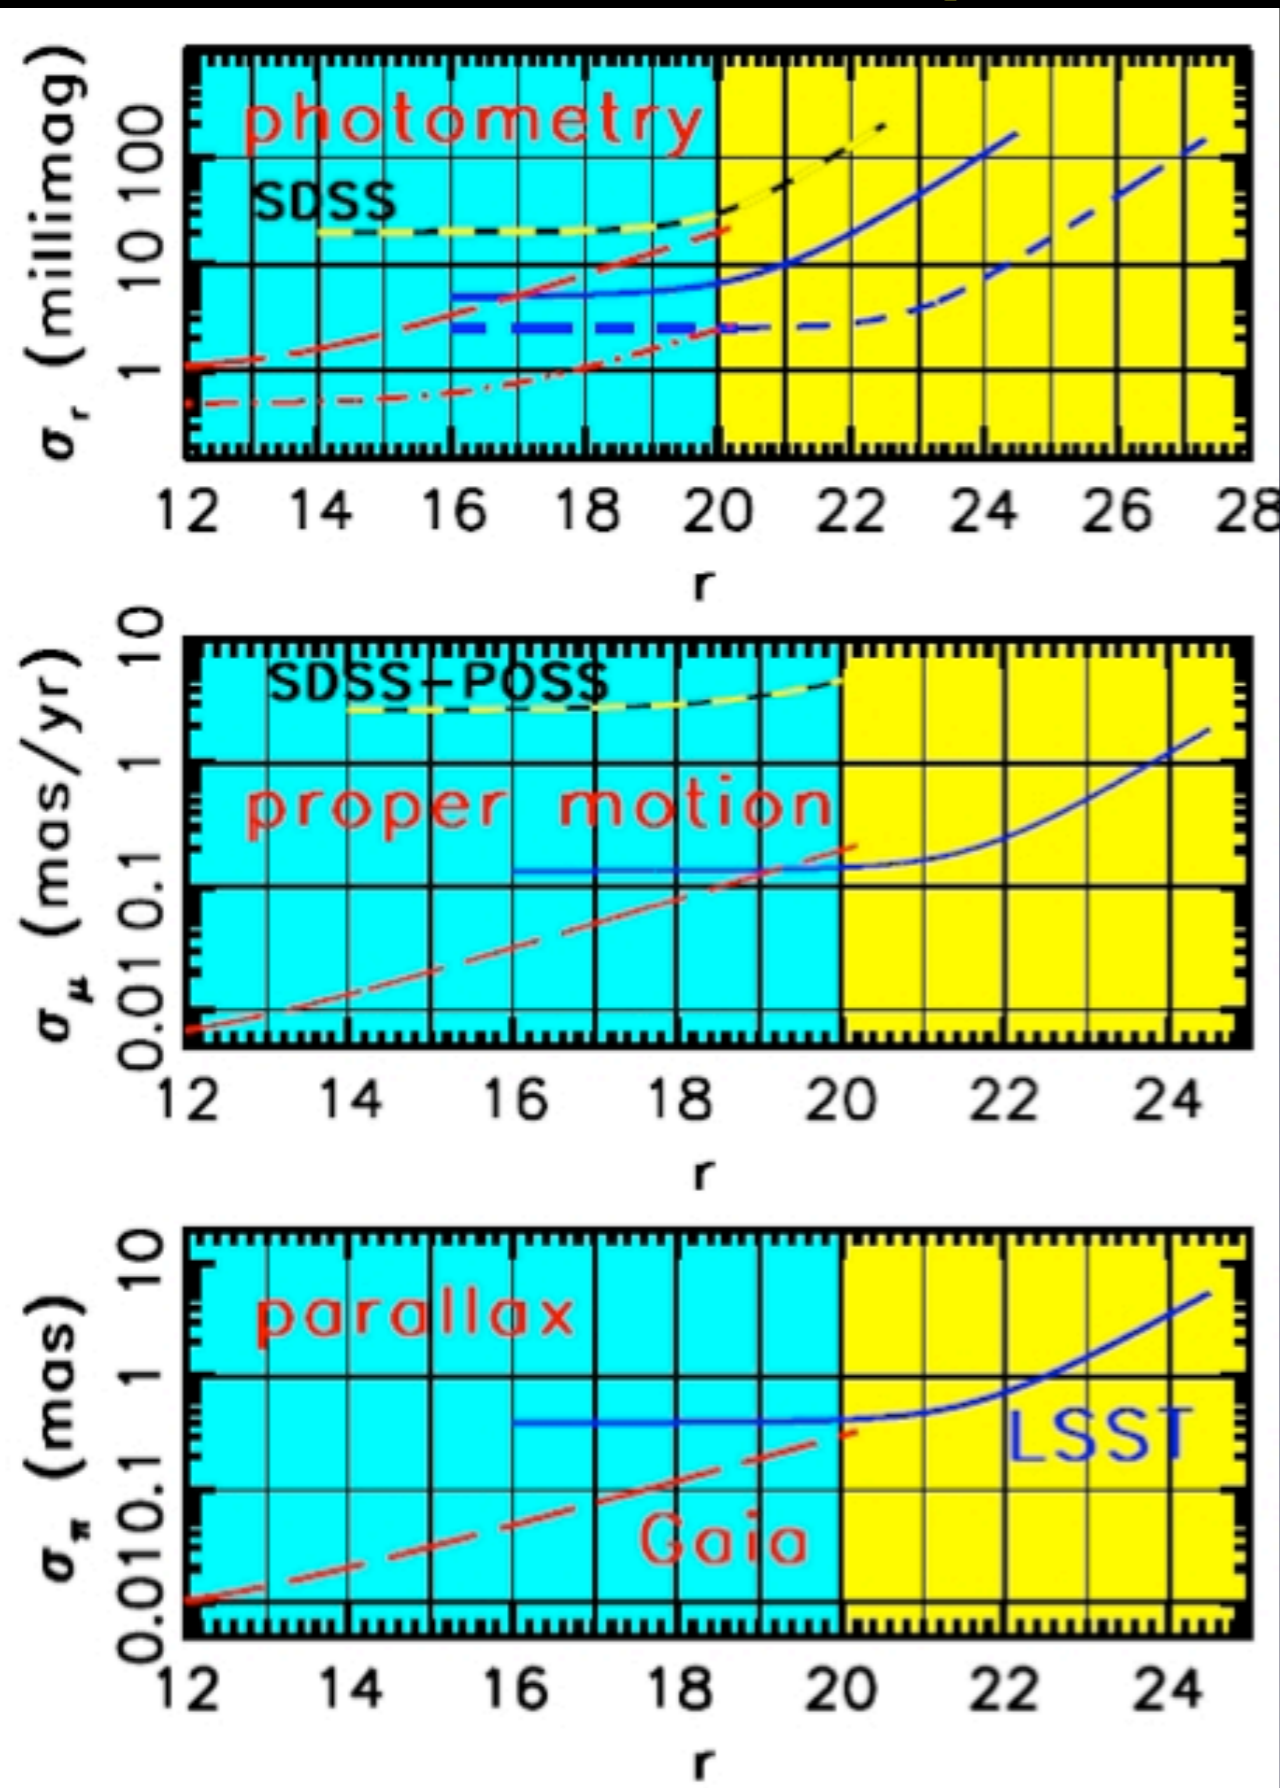 photometry
SDSS
σr (millimag)
100
10
1
12 14 16 18 20 22 24 26 28
r
SDSS-POSS
proper motion
σμ (mas/yr)
10
1
0.1
0.01
12 14 16 18 20 22 24
r
parallax
LSST
Gaia
σπ (mas)
10
1
0.1
0.01
12 14 16 18 20 22 24
r